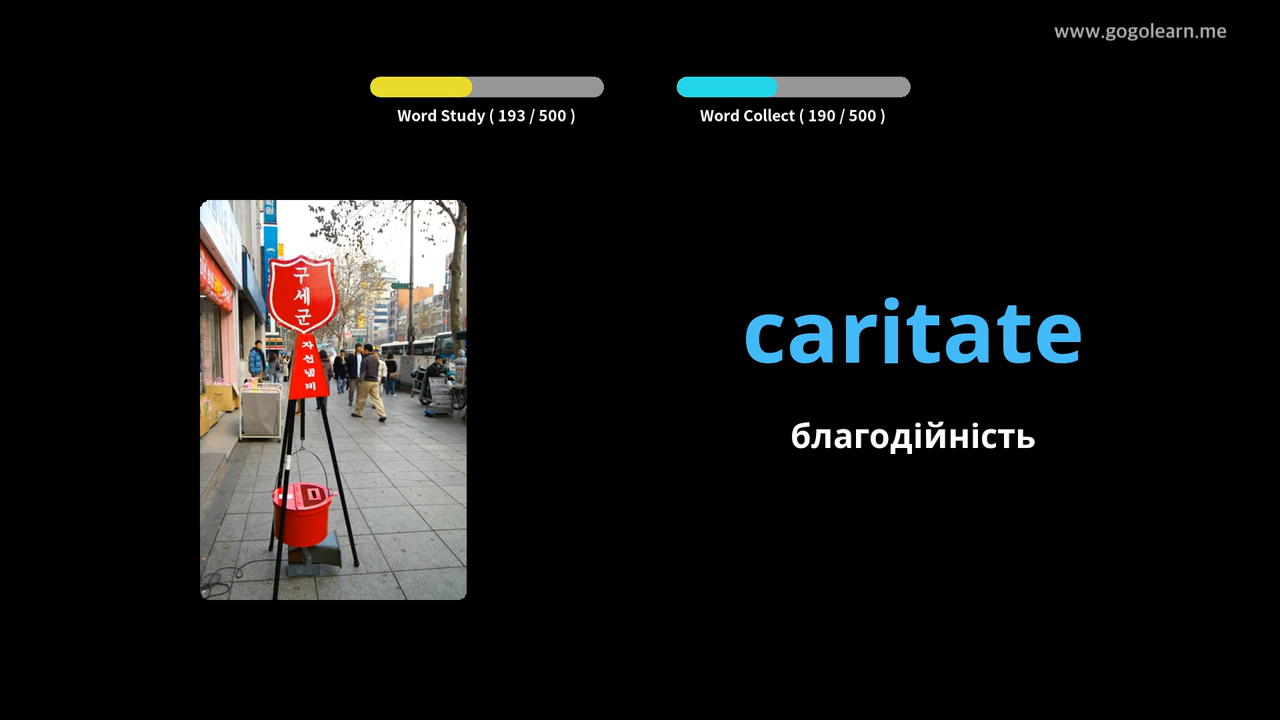 www.gogolearn.me
Word Study ( 193 / 500 )
Word Collect ( 190 / 500 )
구
세
군
자
선
냄
비
caritate
благодійність